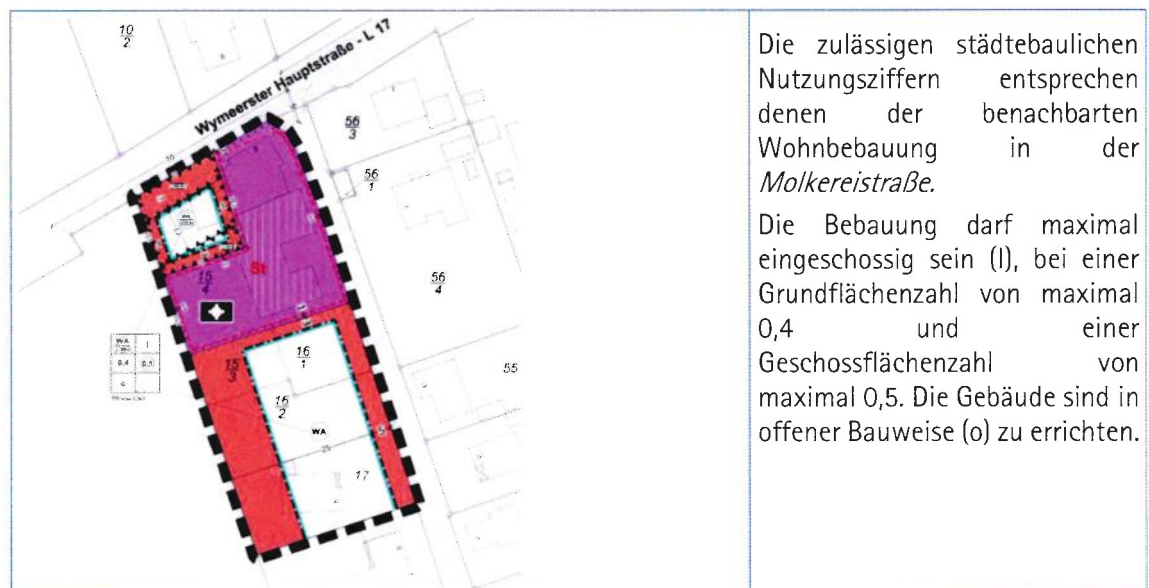 10
2
Wymeerster Hauptstraße - L 17
56
3
56
1
56
4
55
15
4
St
WA
I
0,4
o
15
3
16
1
16
2
WA
17
Die zulässigen städtebaulichen
Nutzungsziffern entsprechen
denen der benachbarten
Wohnbebauung in der
Molkereistraße.
Die Bebauung darf maximal
eingeschossig sein (I), bei einer
Grundflächenzahl von maximal
0,4 und einer
Geschossflächenzahl von
maximal 0,5. Die Gebäude sind in
offener Bauweise (o) zu errichten.